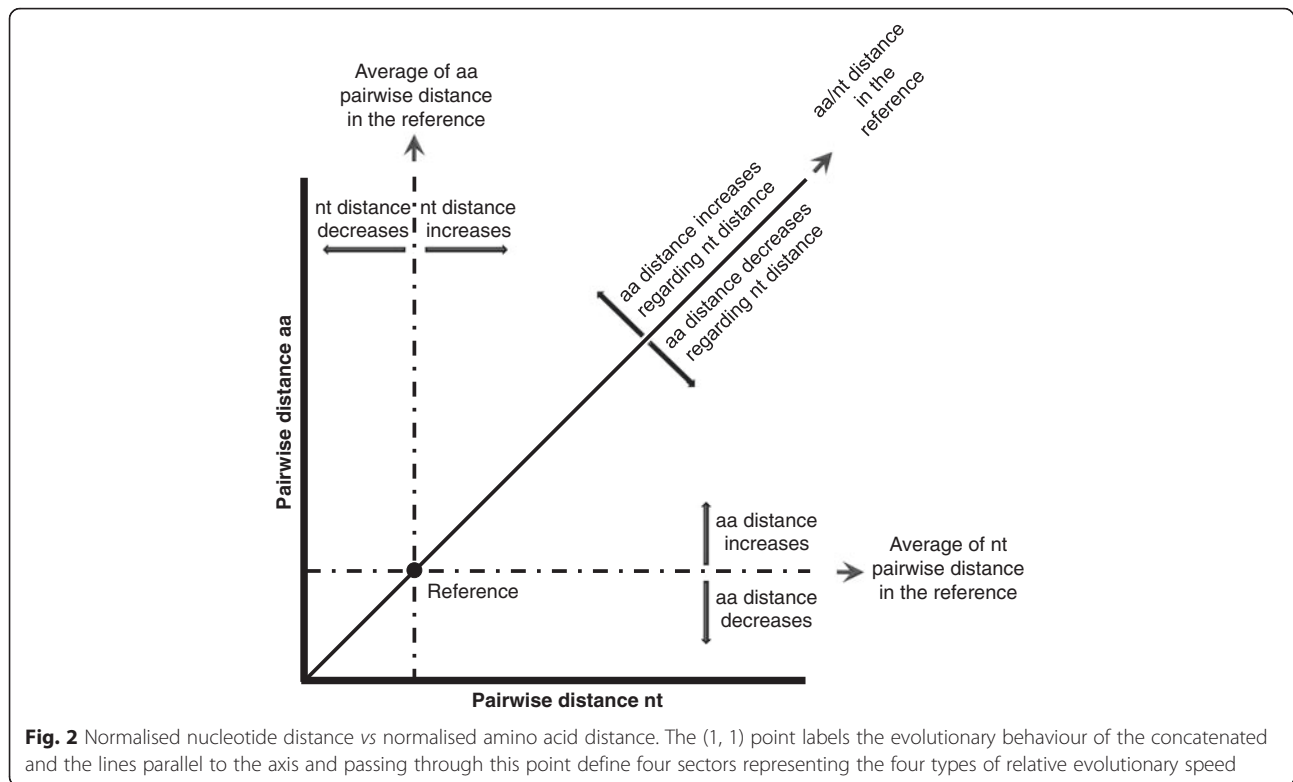 Average of aa
pairwise distance
in the reference
aa/nt distance
in the
reference
nt distance
decreases
nt distance
increases
aa distance increases
regarding nt distance
aa distance decreases
regarding nt distance
Pairwise distance aa
aa distance
increases
Average of nt
pairwise distance
in the reference
Reference
aa distance
decreases
Pairwise distance nt
Fig. 2 Normalised nucleotide distance vs normalised amino acid distance. The (1, 1) point labels the evolutionary behaviour of the concatenated
and the lines parallel to the axis and passing through this point define four sectors representing the four types of relative evolutionary speed